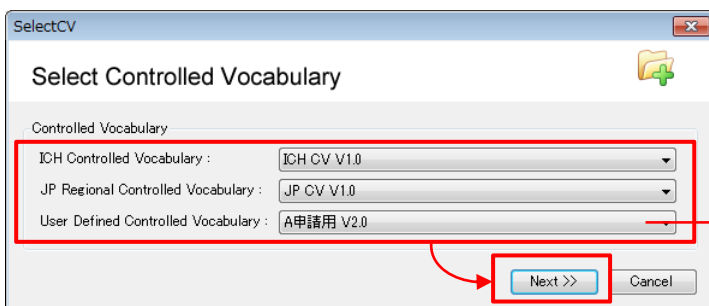 SelectCV
Select Controlled Vocabulary
Controlled Vocabulary
ICH Controlled Vocabulary : ICH CV V1.0
JP Regional Controlled Vocabulary : JP CV V1.0
User Defined Controlled Vocabulary : A申請用 V2.0
Next >> Cancel